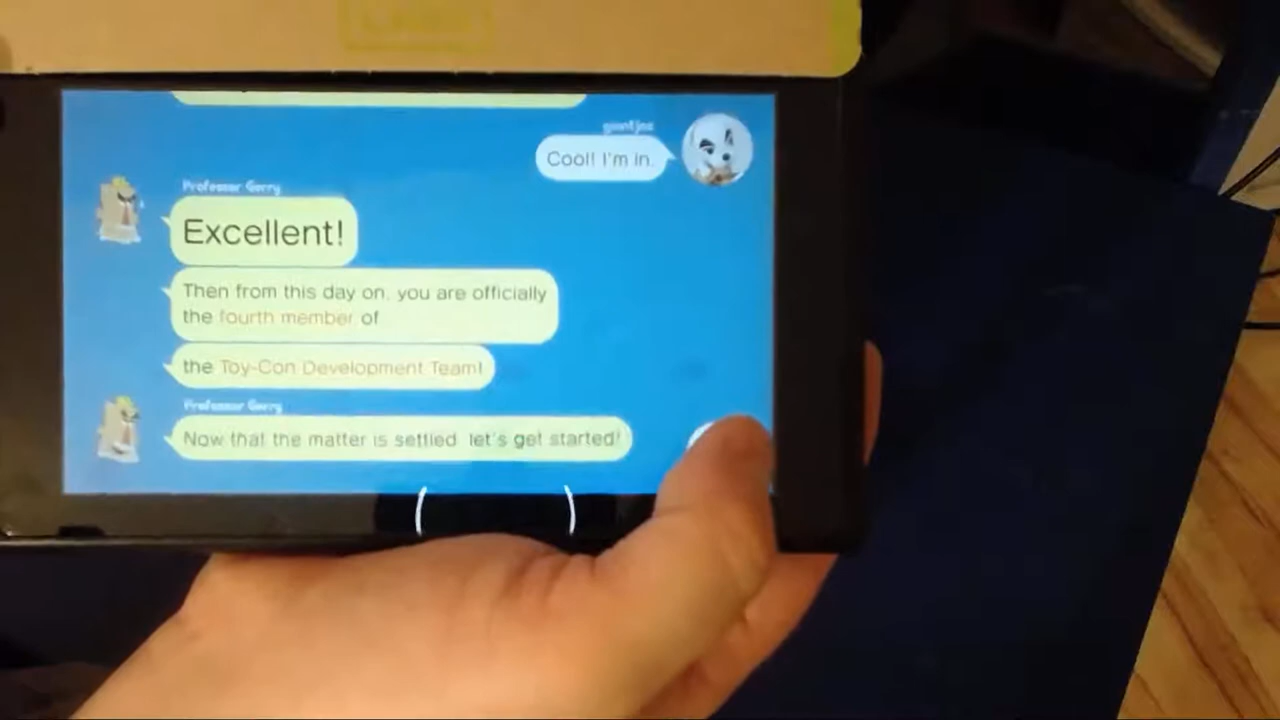 Cool! I'm in.
Professor Gerry
Excellent!
Then from this day on, you are officially
the fourth member of
the Toy-Con Development Team!
Professor Gerry
Now that the matter is settled, let's get started!